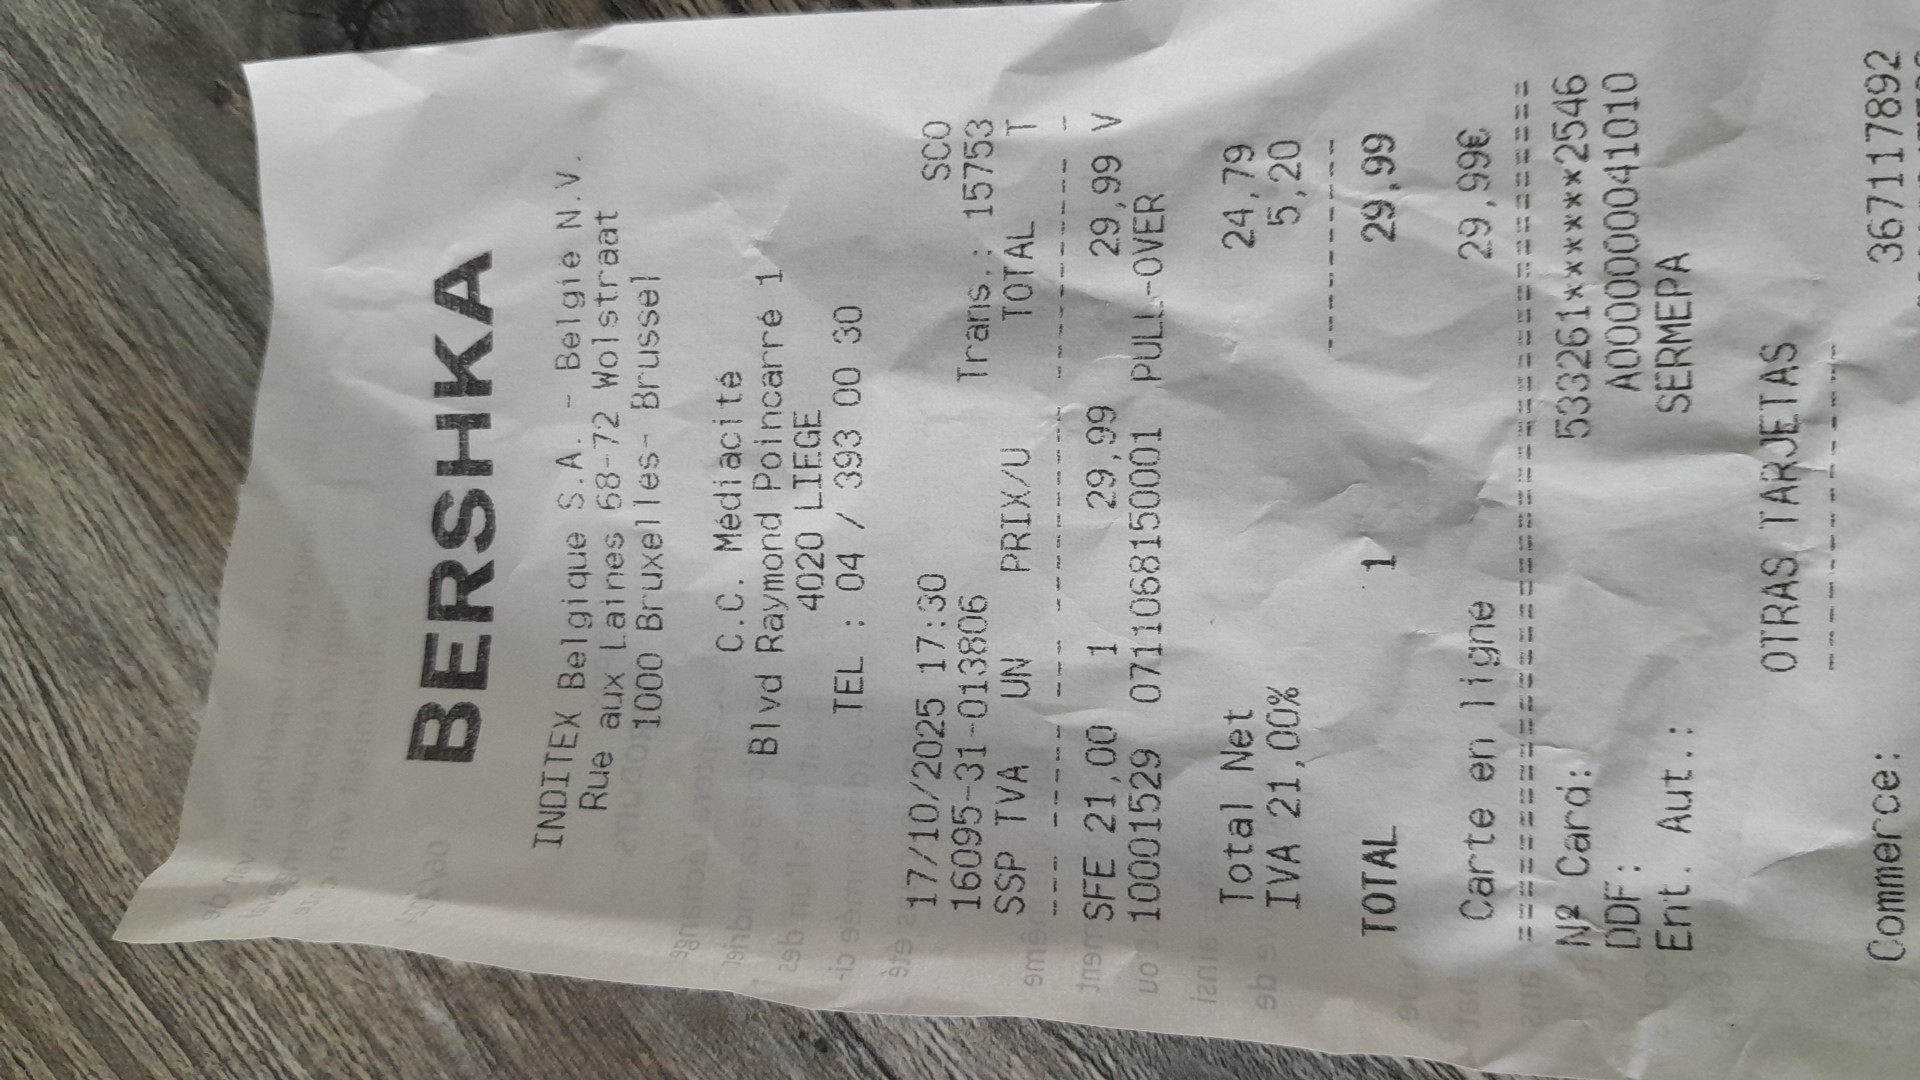 BERSHKA
INDITEX Belgique S.A. - Belgie N.V.
Rue aux Laines 68-72 Wolstraat
1000 Bruxelles- Brussel
C.C. Médiacité
Blvd Raymond Poincarré 1
4020 LIEGE
TEL : 04 / 393 00 30
17/10/2025 17:30 SCO
16095-31-013806 Trans.: 15753
SSP TVA UN PRIX/U TOTAL T
SFE 21,00 1 29,99 29,99 V
10001529 0711068150001 PULL-OVER
Total Net 24,79
IVA 21,00% 5,20
TOTAL 1 29,99
Carte en ligne 29,99€
Nº Card: 533261******2546
DDF: A0000000041010
Ent. Aut.: SERMEPA
OTRAS TARJETAS
Commerce: 367117892